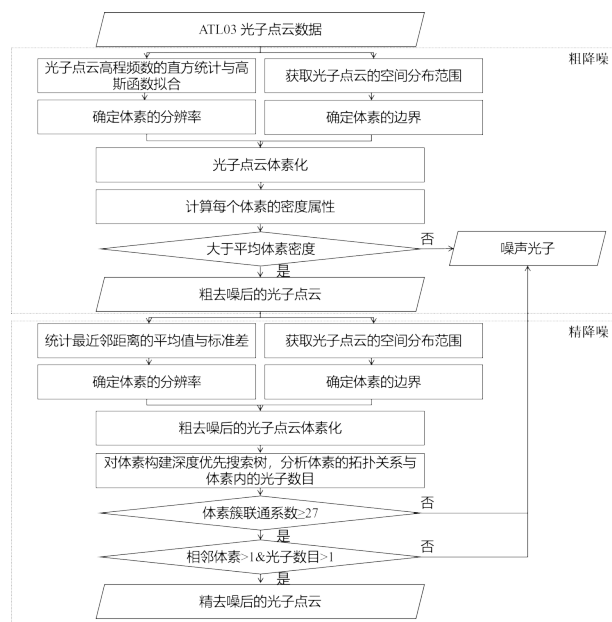 ATL03 光子点云数据
粗降噪
光子点云高程频数的直方统计与高
斯函数拟合
获取光子点云的空间分布范围
确定体素的分辨率
确定体素的边界
光子点云体素化
计算每个体素的密度属性
大于平均体素密度
否
噪声光子
是
粗去噪后的光子点云
精降噪
统计最近邻距离的平均值与标准差
获取光子点云的空间分布范围
确定体素的分辨率
确定体素的边界
粗去噪后的光子点云体素化
对体素构建深度优先搜索树，分析体素的拓扑关系与
体素内的光子数目
体素簇联通系数≥27
否
是
相邻体素>1&光子数目>1
否
是
精去噪后的光子点云